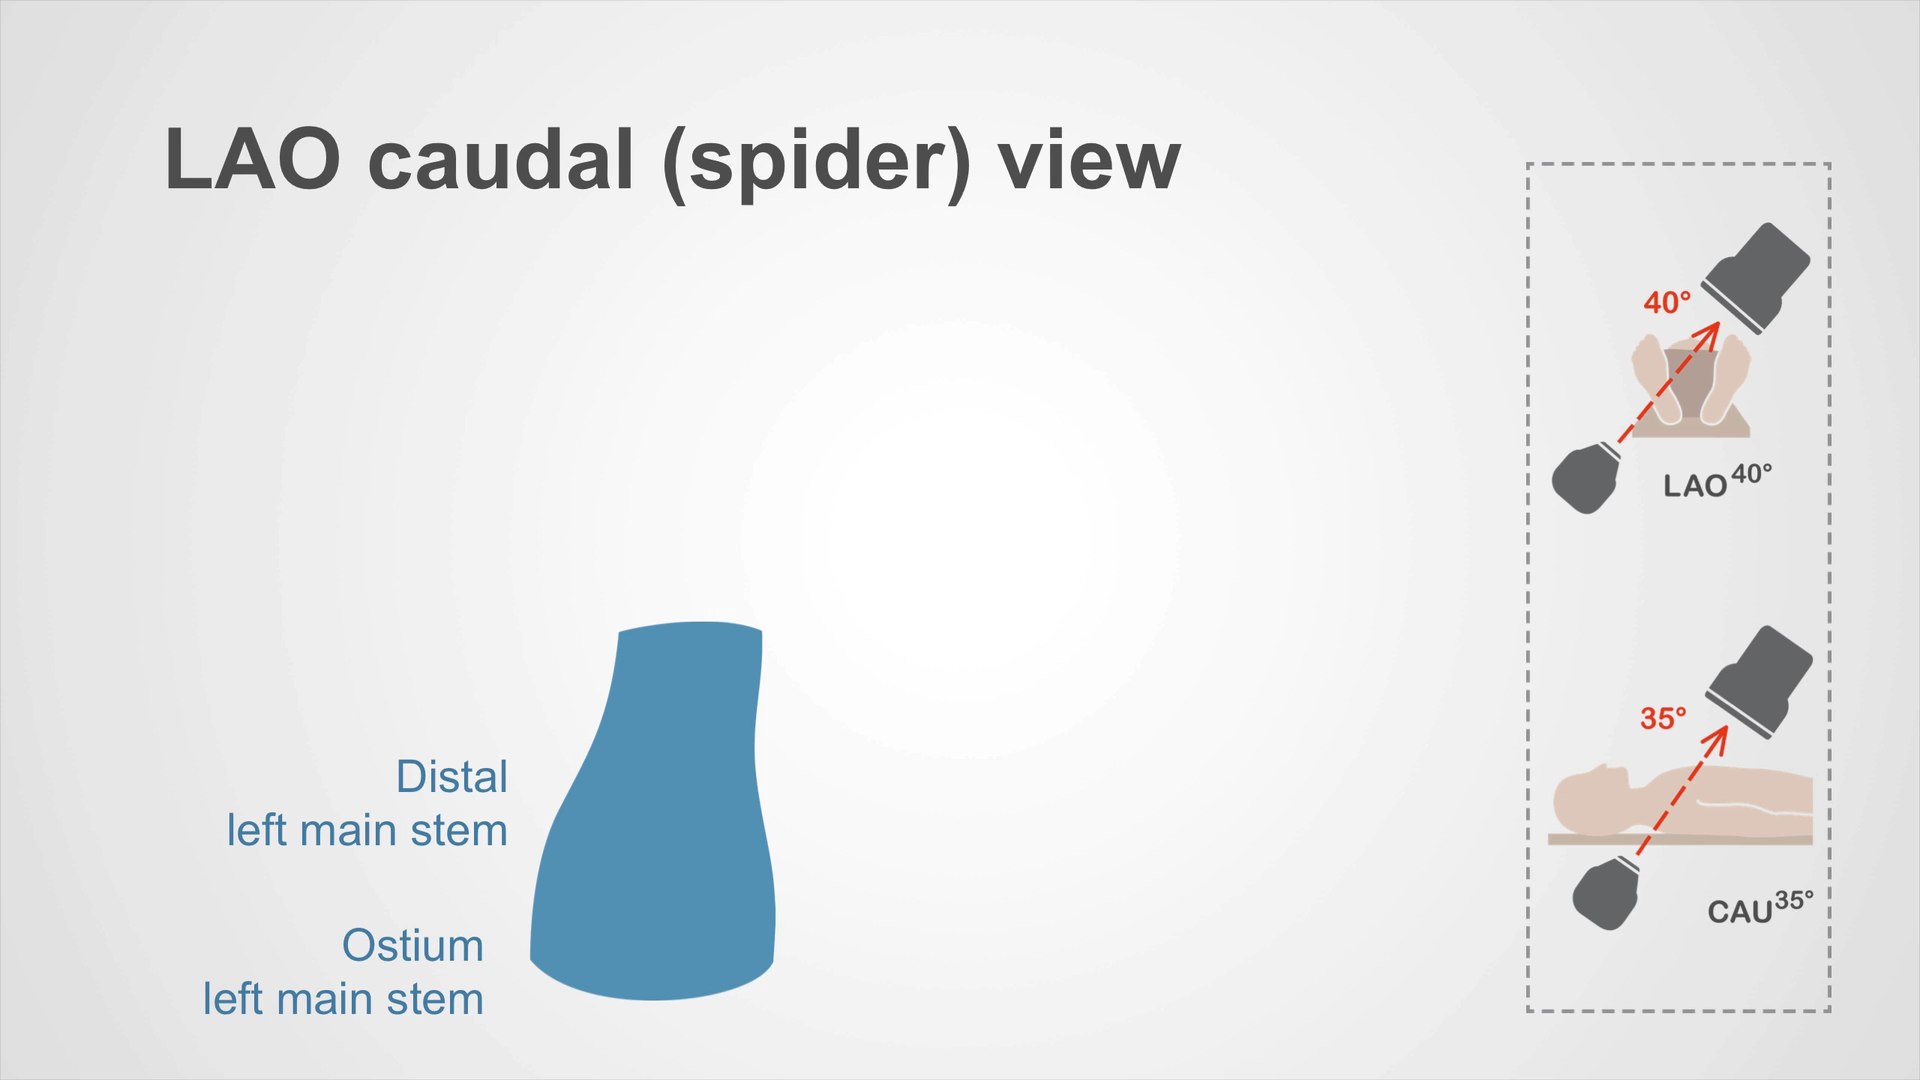 LAO caudal (spider) view
40°
LAO40°
35°
CAU35°
Distal
left main stem
Ostium
left main stem